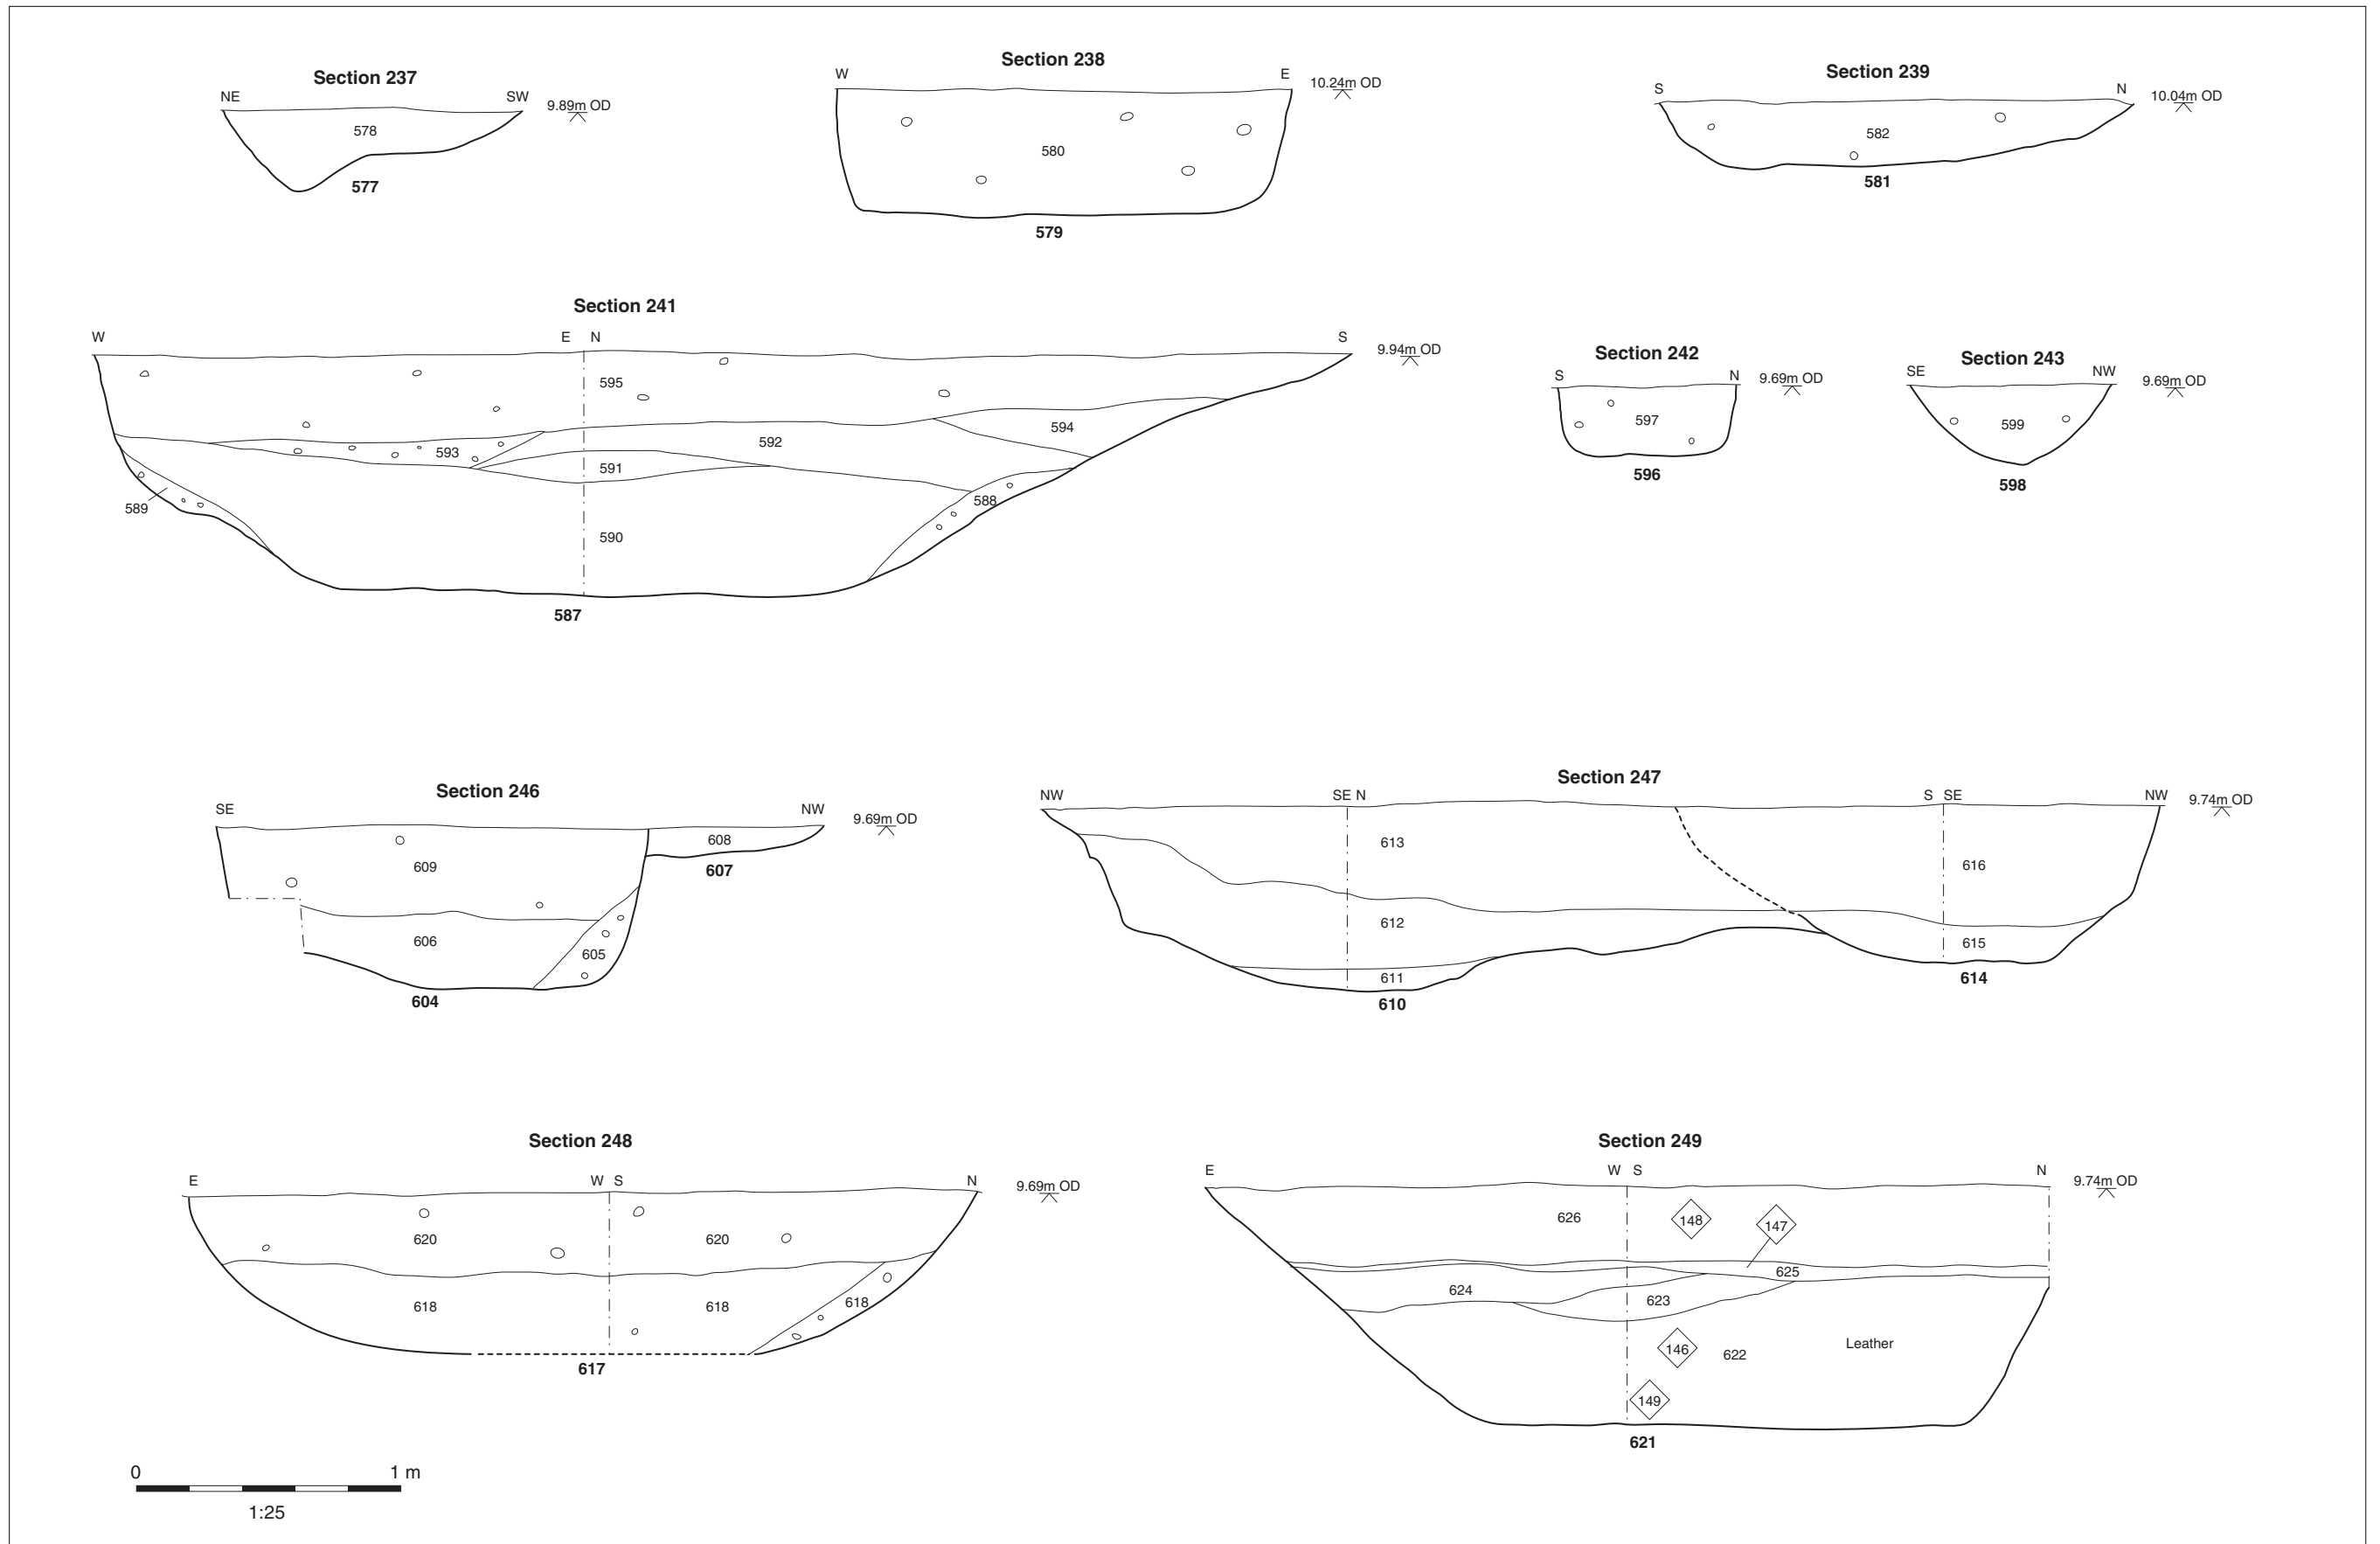 Section 237
NE SW 9.89m OD
578
577
Section 238
W E 10.24m OD
580
579
Section 239
S N 10.04m OD
582
581
Section 241
W E N S 9.94m OD
595
594
592
593
591
588
589
590
587
Section 242
S N 9.69m OD
597
596
Section 243
SE NW 9.69m OD
599
598
Section 246
SE NW 9.69m OD
608
609
607
606
605
604
Section 247
NW SE N S SE NW 9.74m OD
613
616
612
615
611
614
610
Section 248
E W S N 9.69m OD
620 620
618 618 618
617
Section 249
E W S N 9.74m OD
626 148 147
625
624
623
146 622 Leather
149
621
0 1 m
1:25